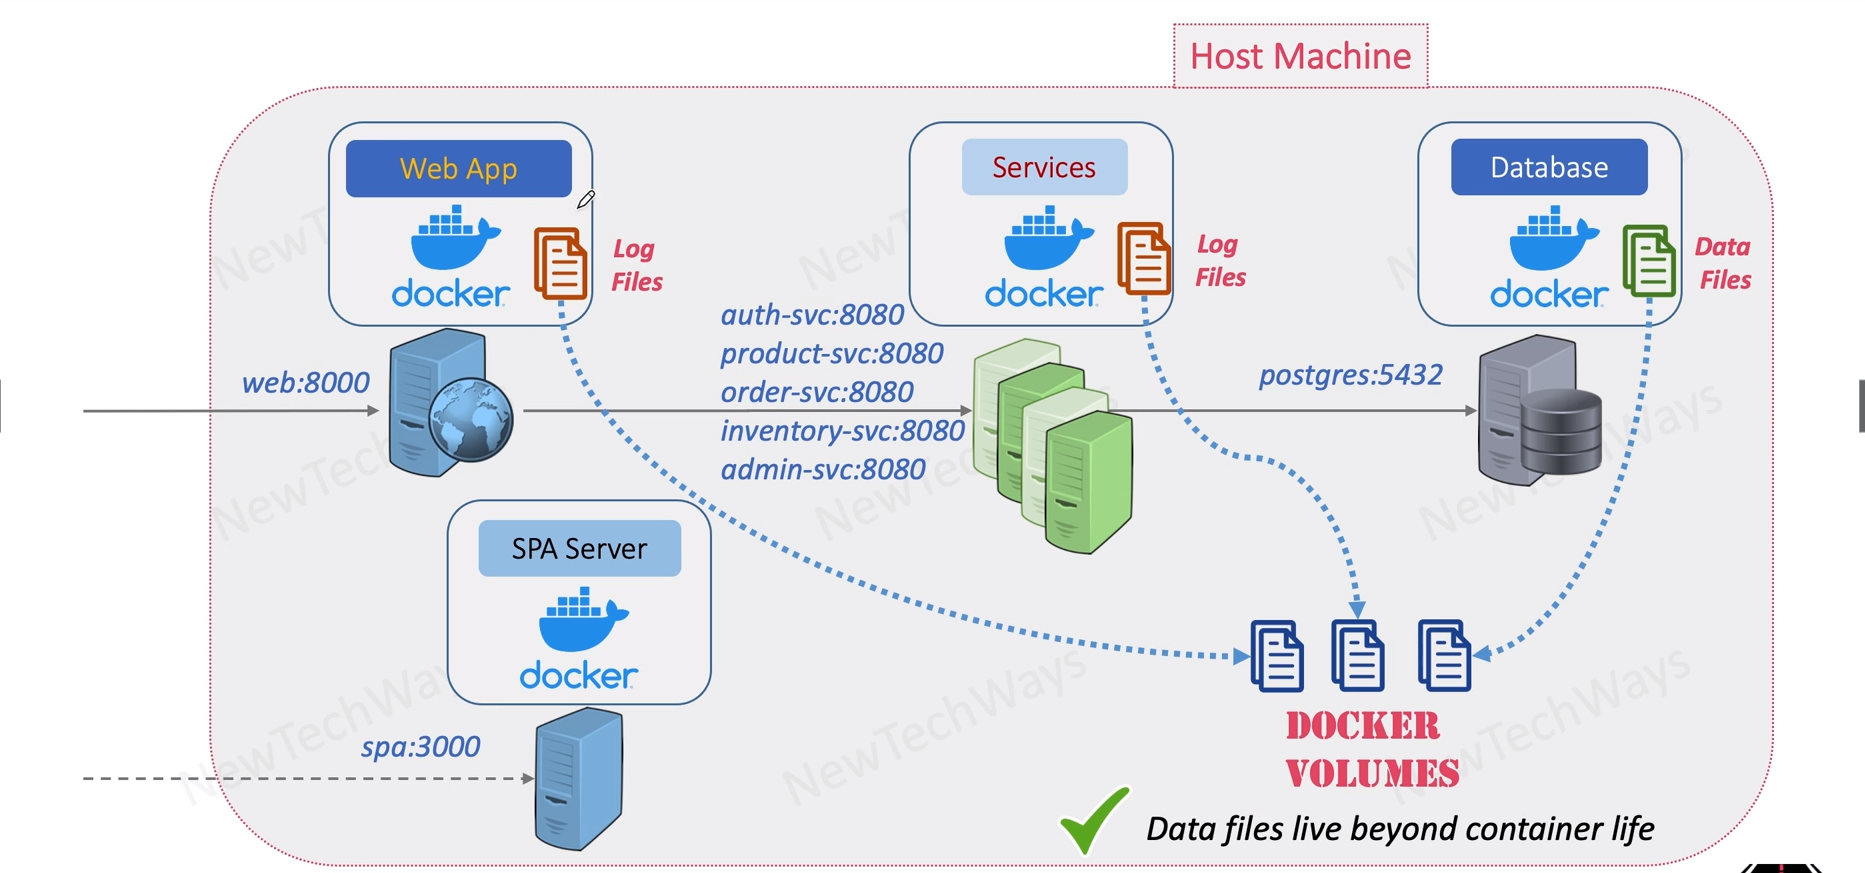 Host Machine
Web App
docker
Log
Files
Services
docker
Log
Files
Database
docker
Data
Files
web:8000
auth-svc:8080
product-svc:8080
order-svc:8080
inventory-svc:8080
admin-svc:8080
postgres:5432
SPA Server
docker
spa:3000
DOCKER
VOLUMES
Data files live beyond container life
NewTechWays
NewTechWays
NewTechWays